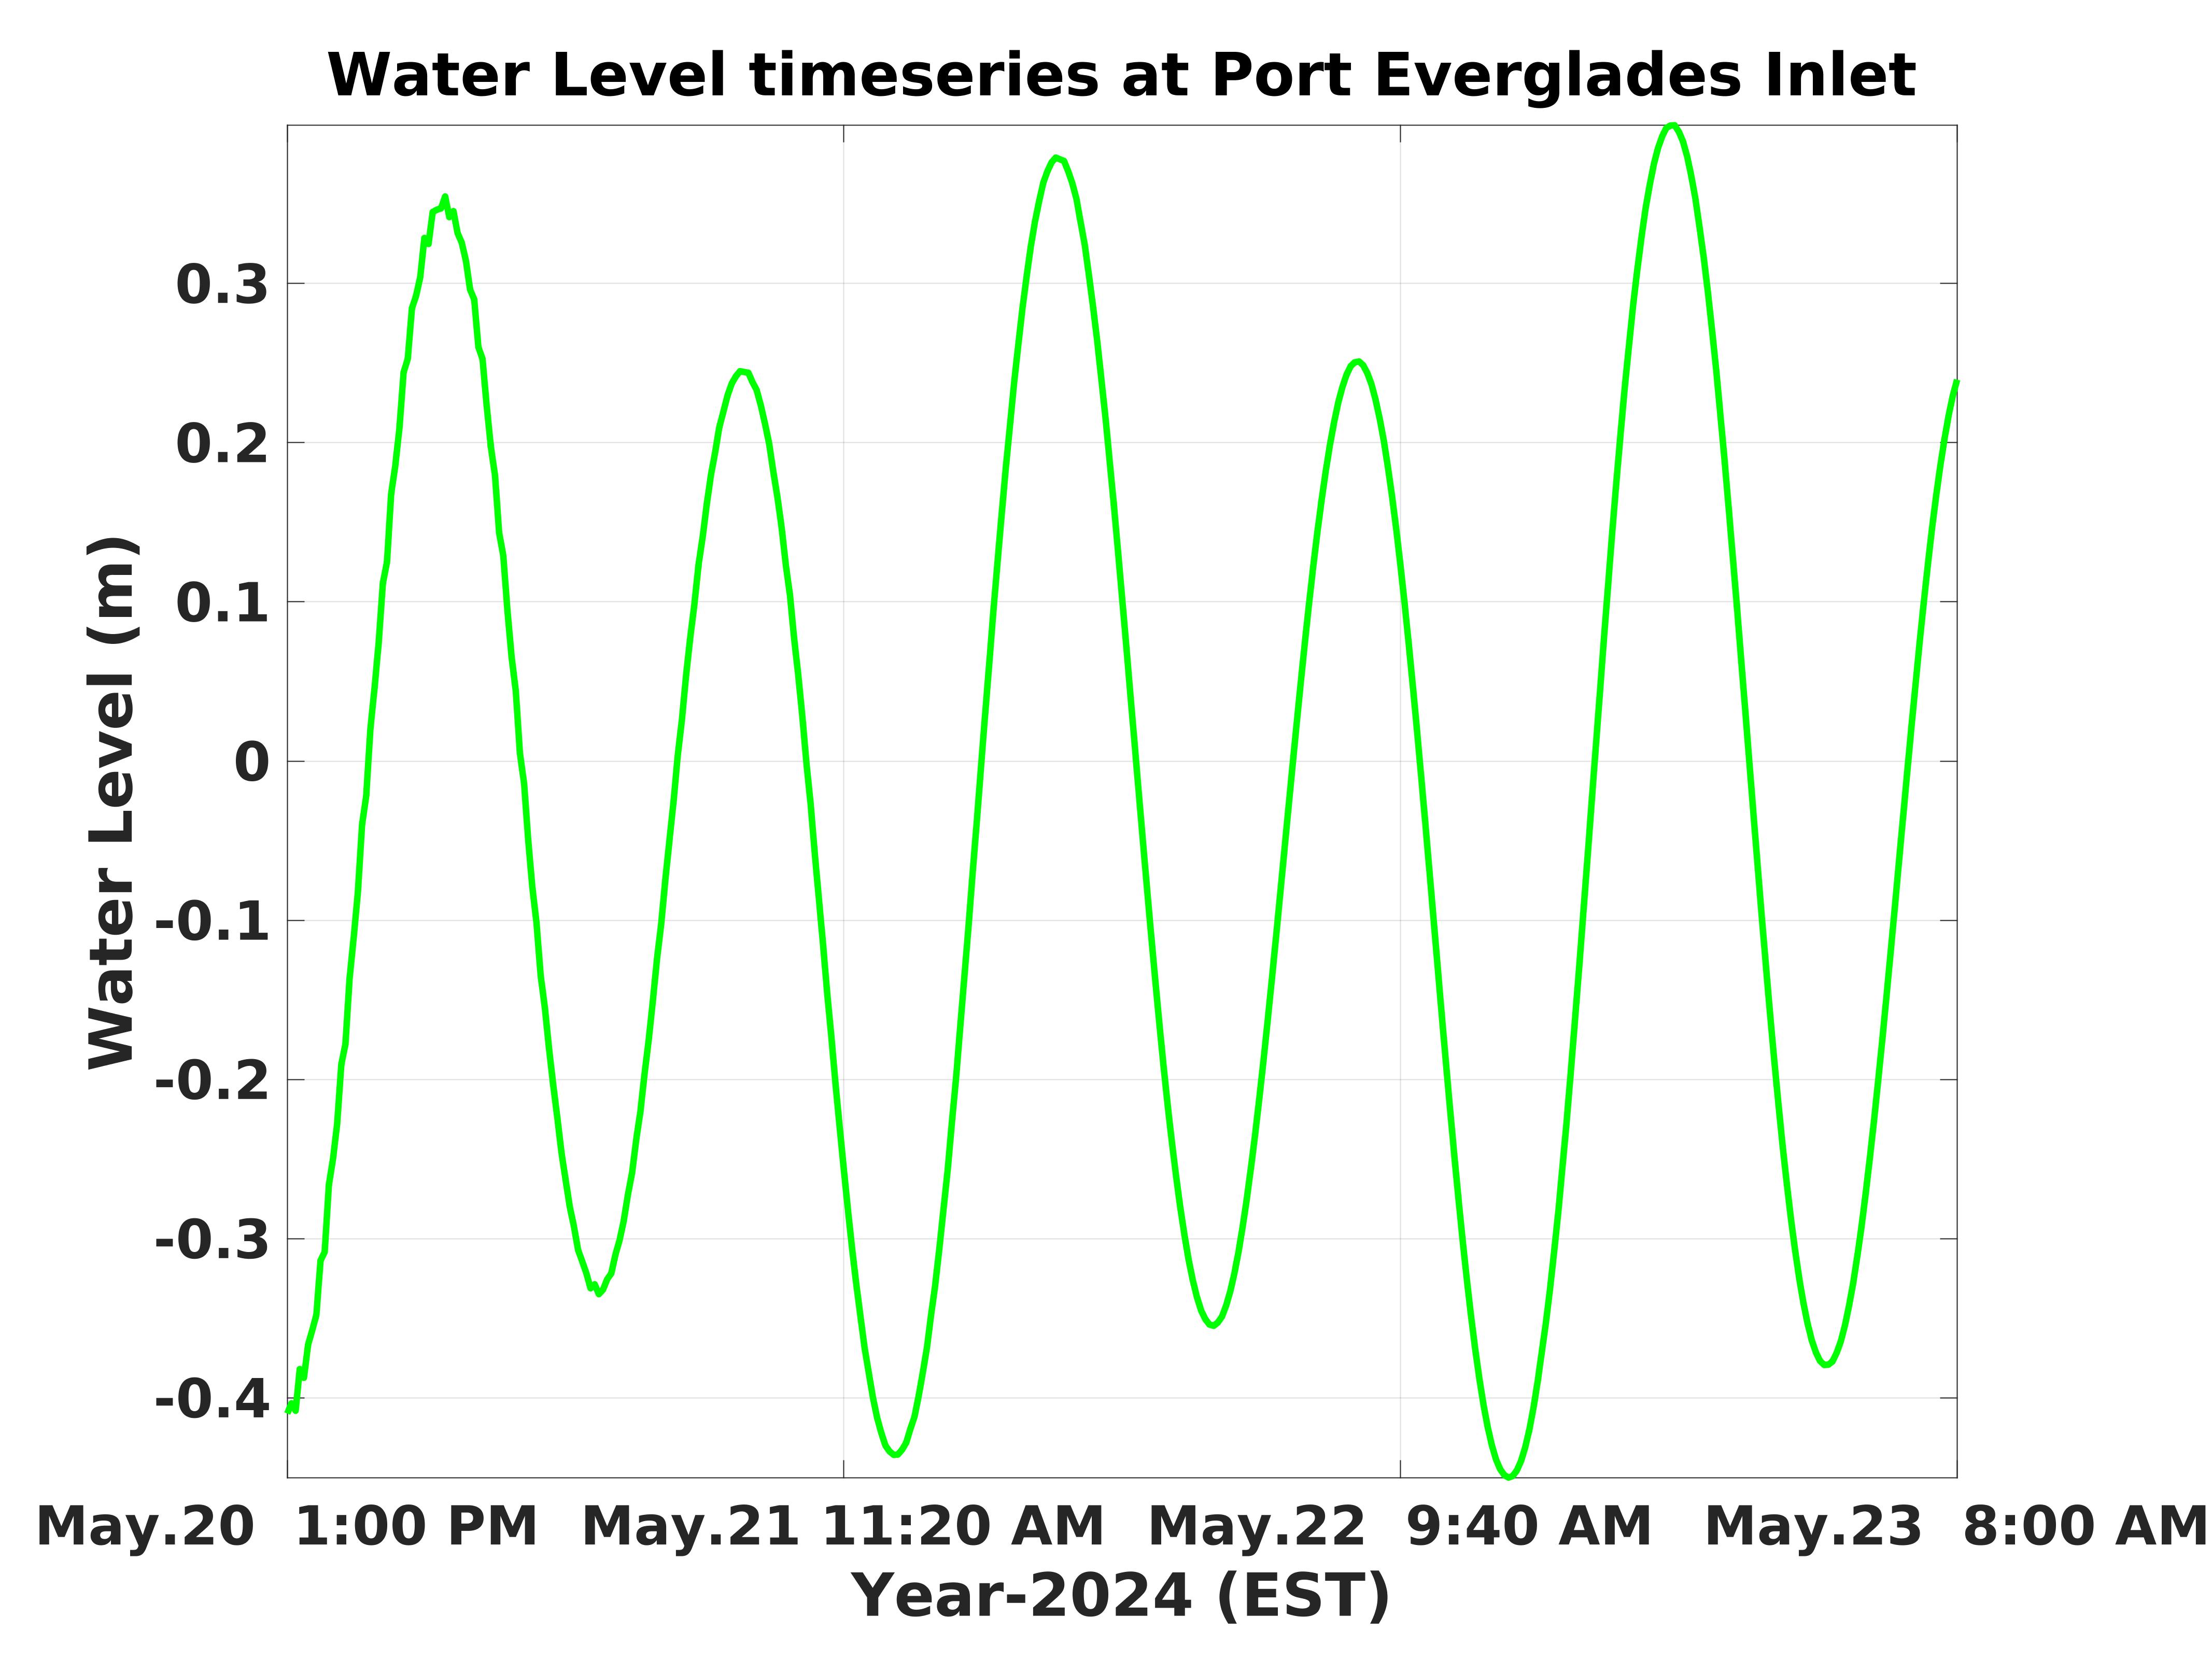 Water Level timeseries at Port Everglades Inlet
Water Level (m)
0.3
0.2
0.1
0
-0.1
-0.2
-0.3
-0.4
May.20  1:00 PM  May.21 11:20 AM  May.22  9:40 AM  May.23  8:00 AM
Year-2024 (EST)